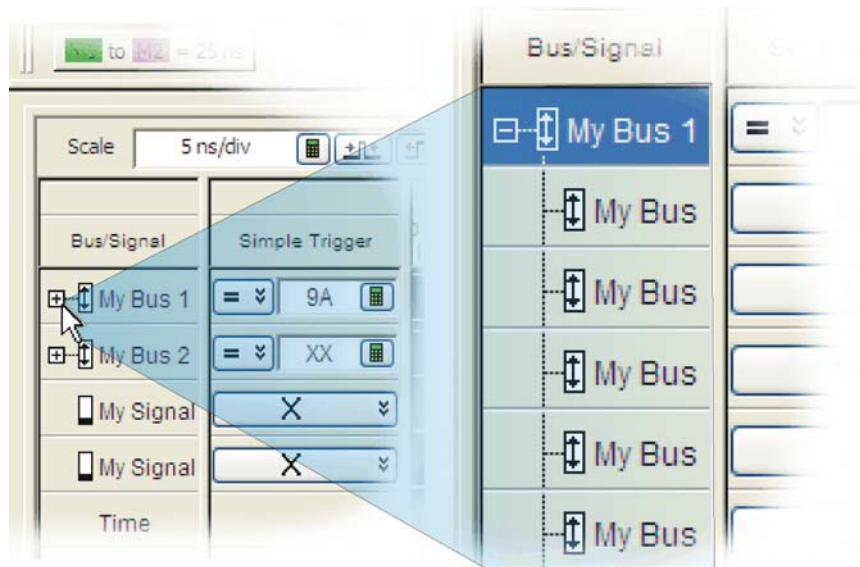 to M2 = 25 ns
Scale 5 ns/div
Bus/Signal Simple Trigger
My Bus 1 = 9A
My Bus 2 = XX
My Signal X
My Signal X
Time
Bus/Signal
My Bus 1 =
My Bus
My Bus
My Bus
My Bus
My Bus